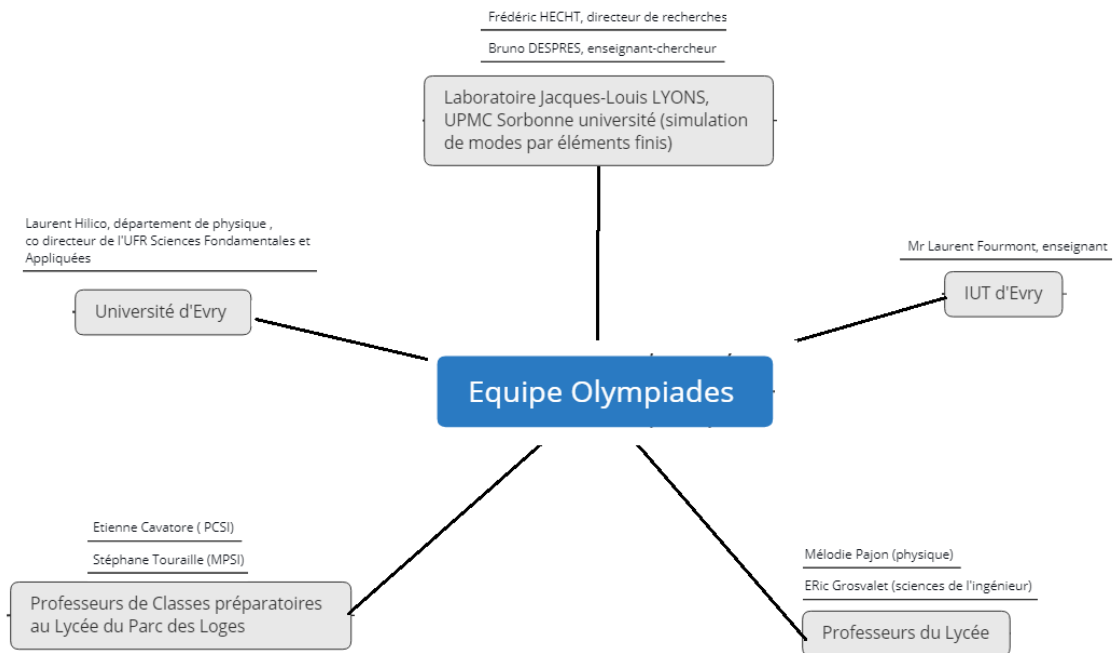 Frédéric HECHT, directeur de recherches
Bruno DESPRES, enseignant-chercheur
Laboratoire Jacques-Louis LYONS,
UPMC Sorbonne université (simulation
de modes par éléments finis)
Laurent Hilico, département de physique ,
co directeur de l'UFR Sciences Fondamentales et
Appliquées
Université d'Evry
Mr Laurent Fourmont, enseignant
IUT d'Evry
Equipe Olympiades
Etienne Cavatore ( PCSI)
Stéphane Touraille (MPSI)
Professeurs de Classes préparatoires
au Lycée du Parc des Loges
Mélodie Pajon (physique)
ERic Grosvalet (sciences de l'ingénieur)
Professeurs du Lycée